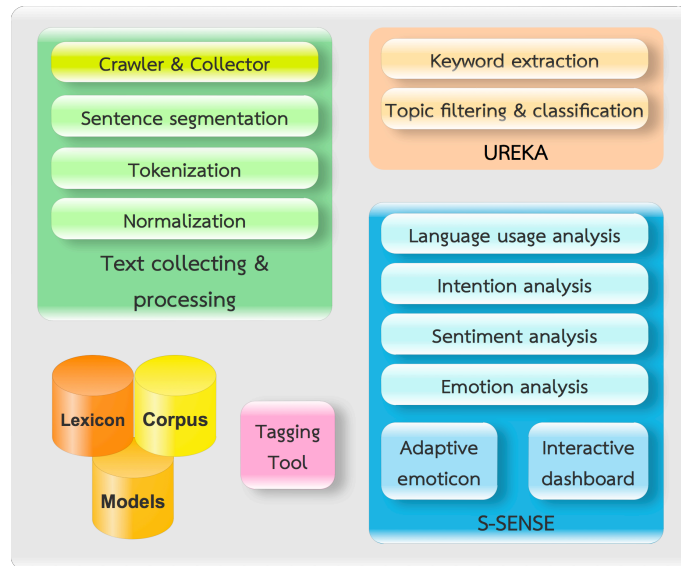 Crawler & Collector
Sentence segmentation
Tokenization
Normalization
Text collecting &
processing
Keyword extraction
Topic filtering & classification
UREKA
Language usage analysis
Intention analysis
Sentiment analysis
Emotion analysis
Adaptive
emoticon
Interactive
dashboard
S-SENSE
Lexicon
Corpus
Models
Tagging
Tool